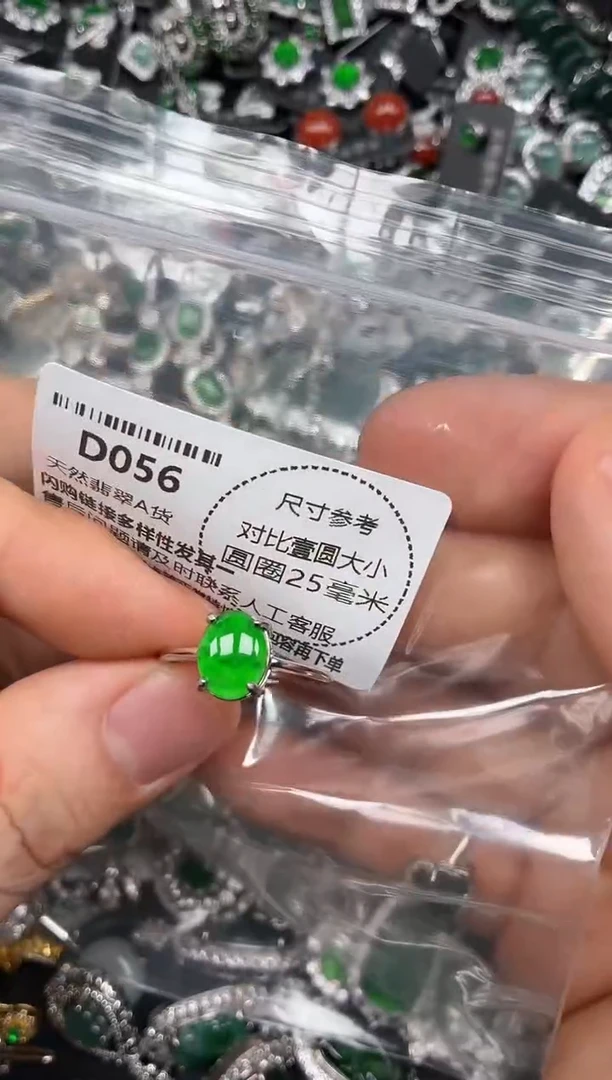 D056
天然翡翠A货
闪购链接多样性发其一
售后问题请及时联系人工客服
再下单
尺寸参考
对比壹圆大小
圆圈25毫米